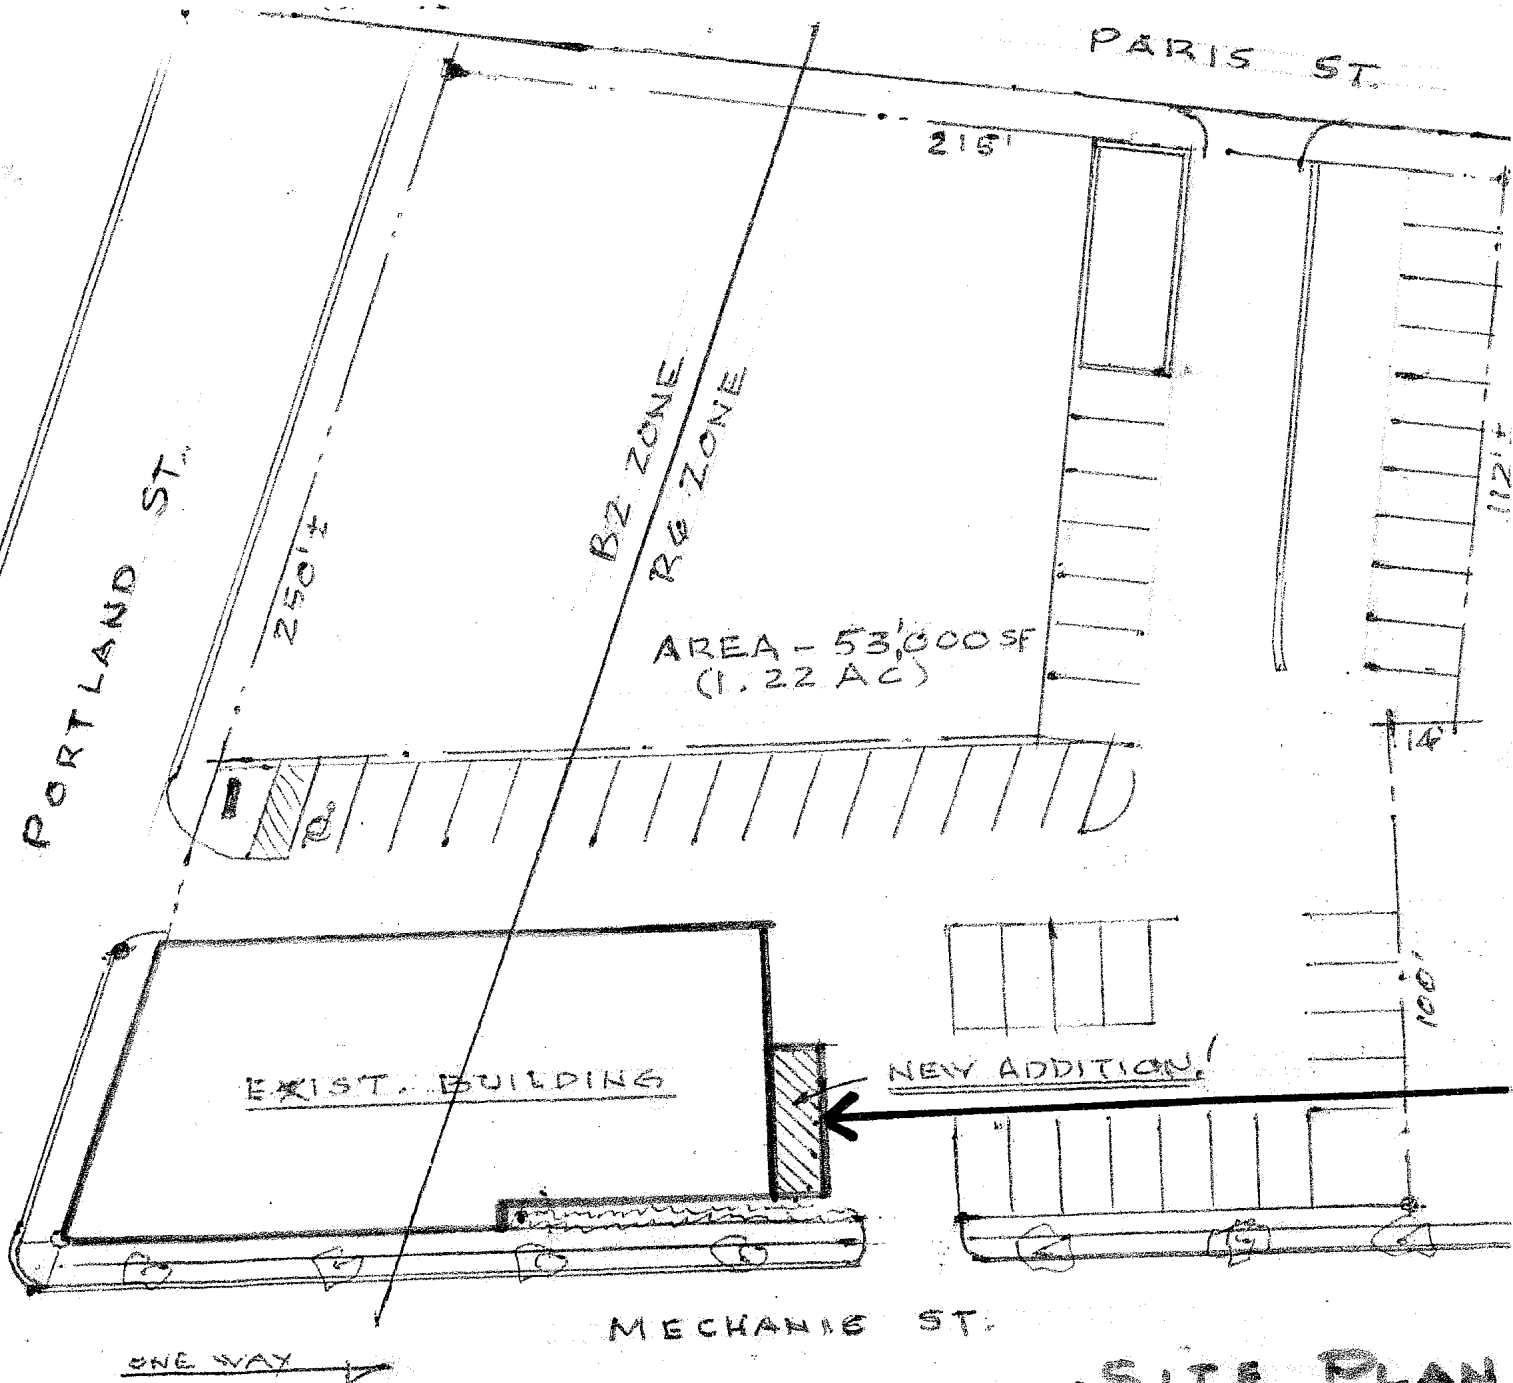 PARIS ST.
215'
B2 ZONE
R6 ZONE
112'±
PORTLAND ST.
250'±
AREA - 53,000 SF
(1.22 AC)
14'
100'
EXIST. BUILDING
NEW ADDITION!
MECHANIC ST.
ONE WAY
SITE PLAN